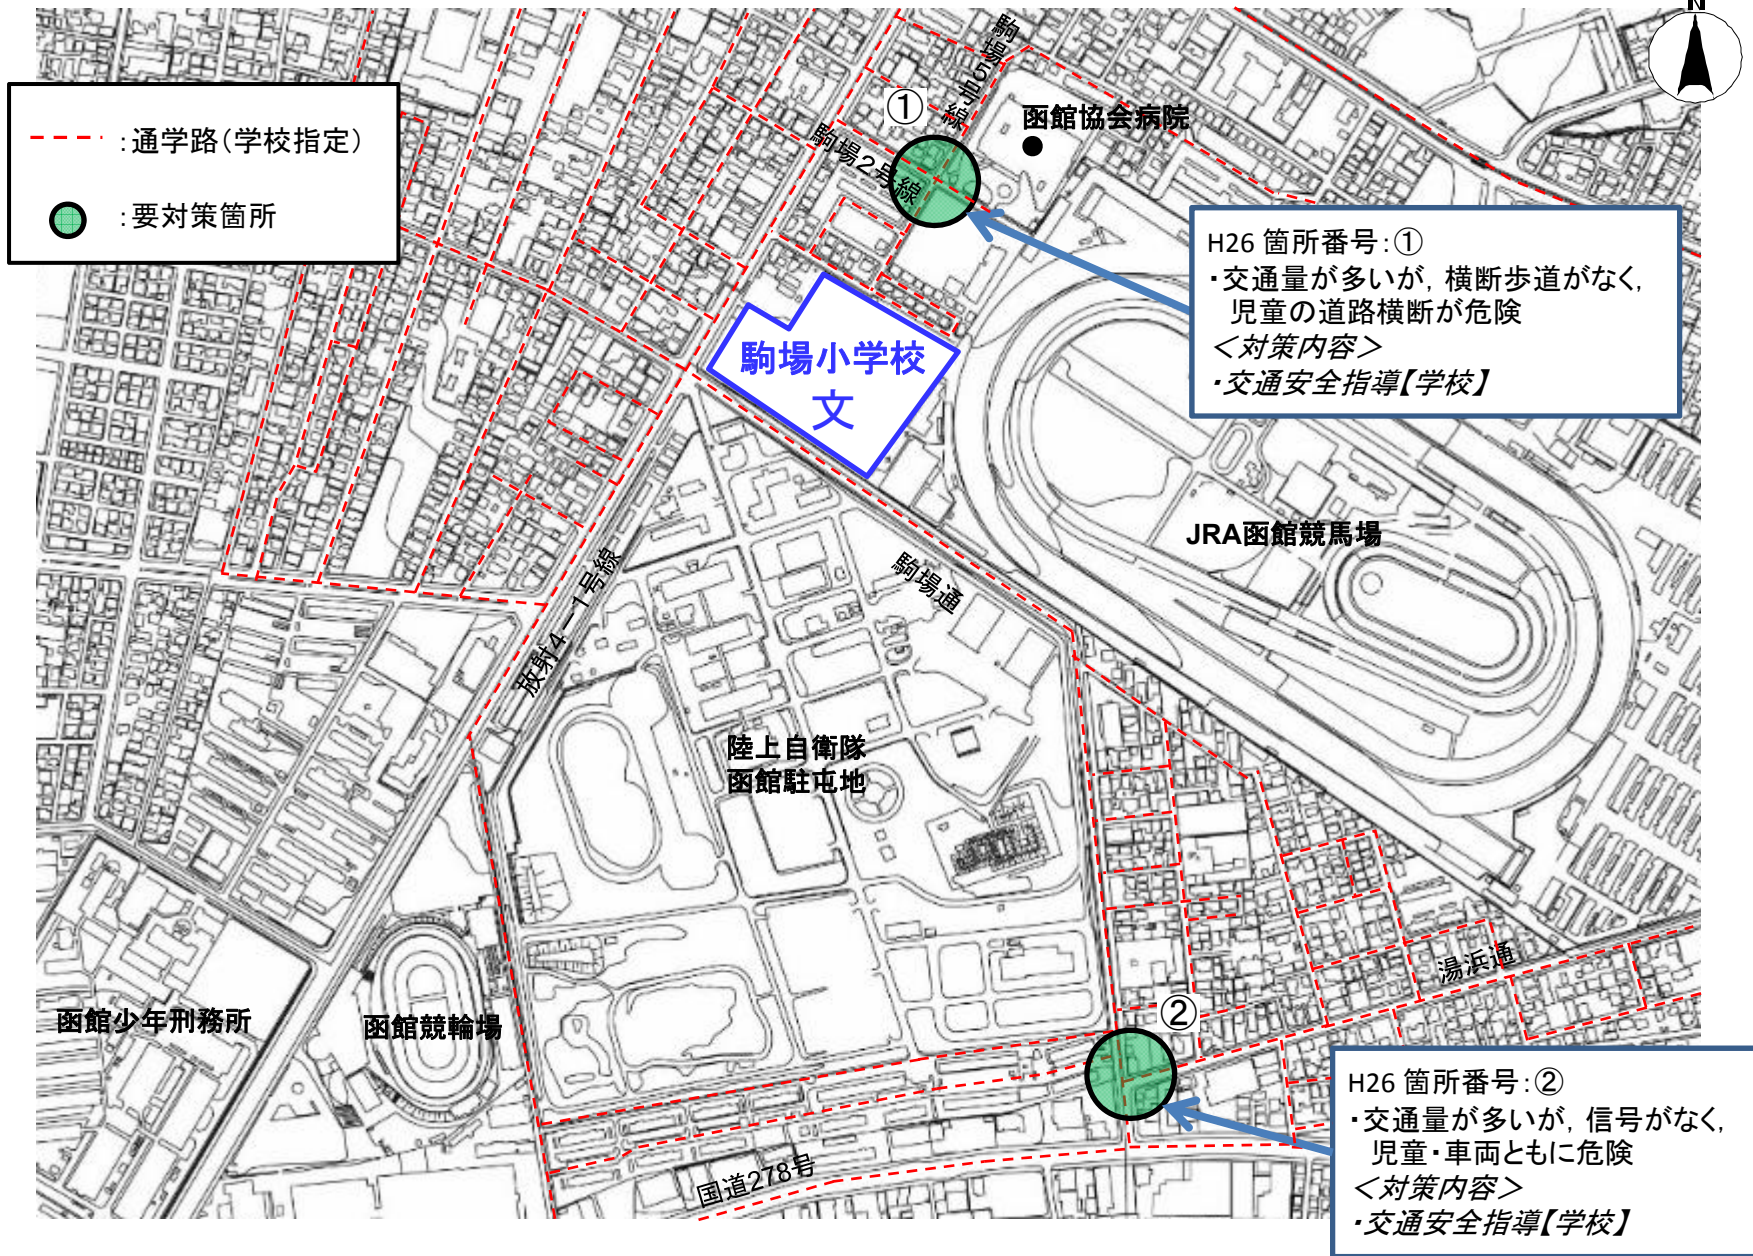 N
:通学路(学校指定)
:要対策箇所
①
駒場5号線
駒場2号線
函館協会病院
H26 箇所番号:①
・交通量が多いが, 横断歩道がなく,
児童の道路横断が危険
<対策内容>
・交通安全指導【学校】
駒場小学校
文
JRA函館競馬場
駒場通
放射4-1号線
陸上自衛隊
函館駐屯地
湯浜通
函館少年刑務所
函館競輪場
②
国道278号
H26 箇所番号:②
・交通量が多いが, 信号がなく,
児童・車両ともに危険
<対策内容>
・交通安全指導【学校】